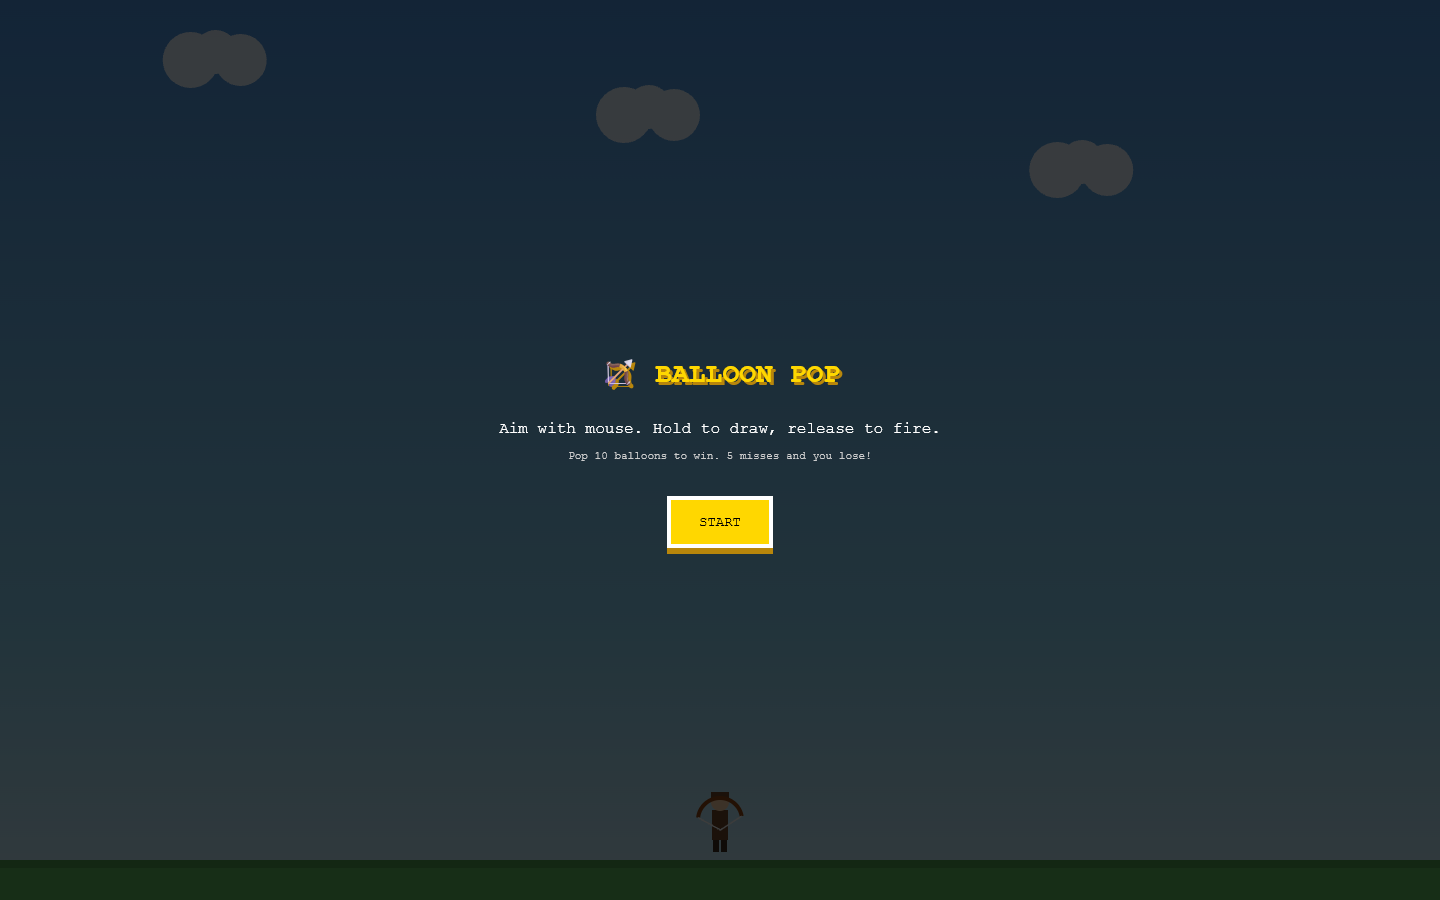 BALLOON POP
Aim with mouse. Hold to draw, release to fire.
Pop 10 balloons to win. 5 misses and you lose!
START